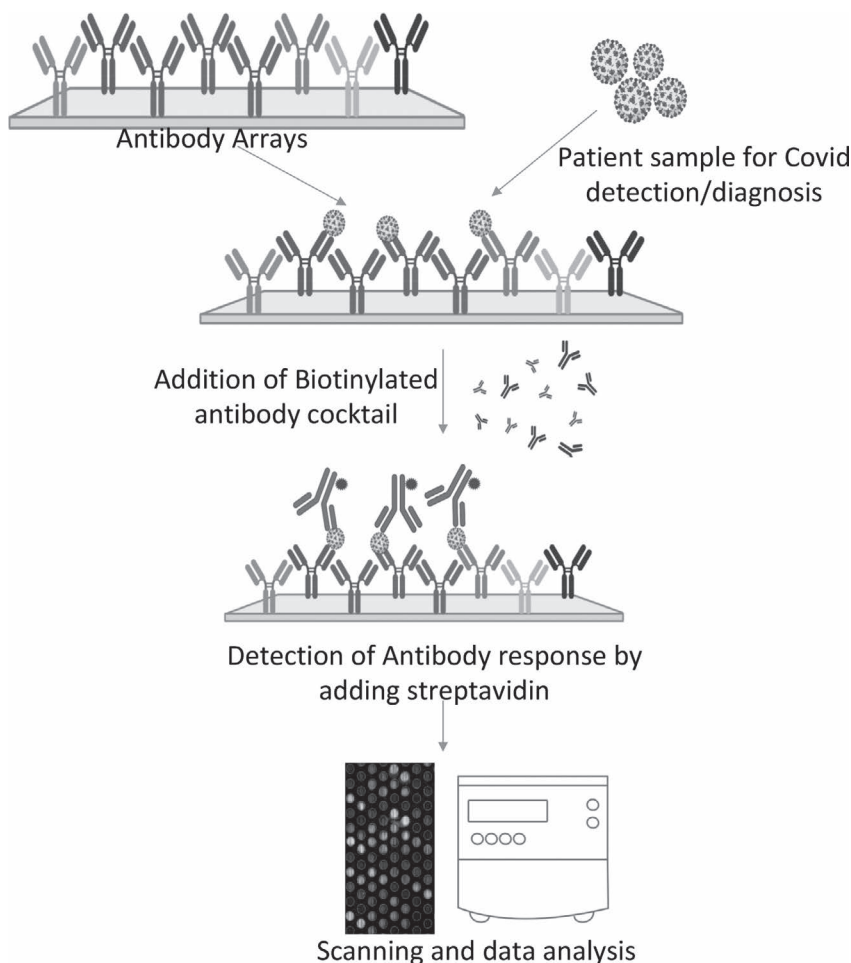 Antibody Arrays
Patient sample for Covid
detection/diagnosis
Addition of Biotinylated
antibody cocktail
Detection of Antibody response by
adding streptavidin
Scanning and data analysis